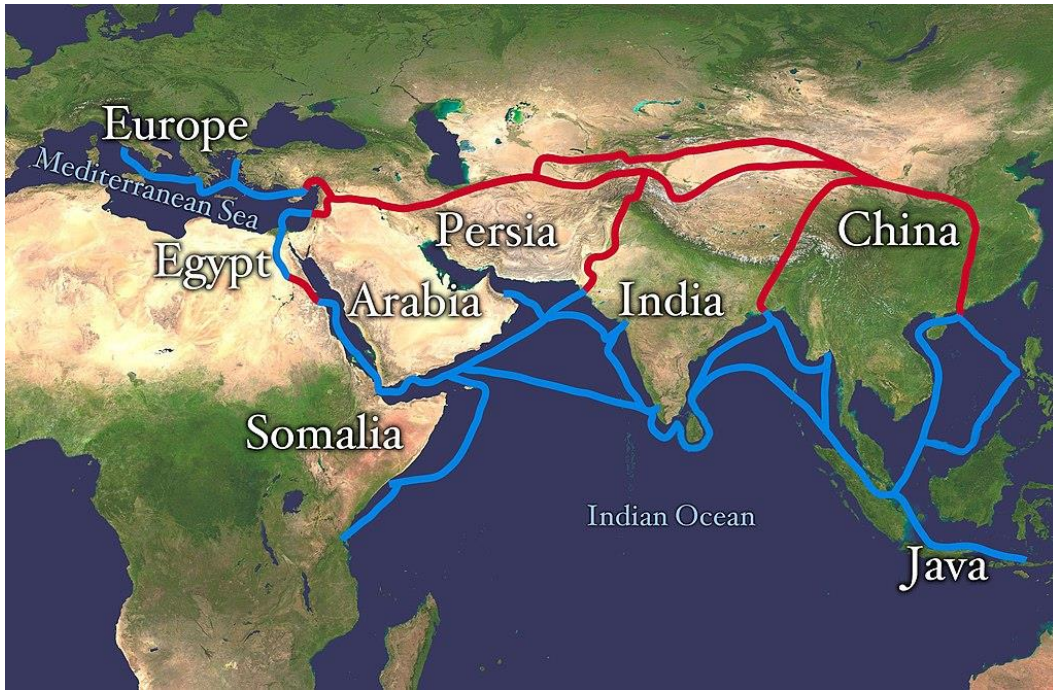 Europe
Mediterranean Sea
Egypt
Persia
China
Arabia
India
Somalia
Indian Ocean
Java